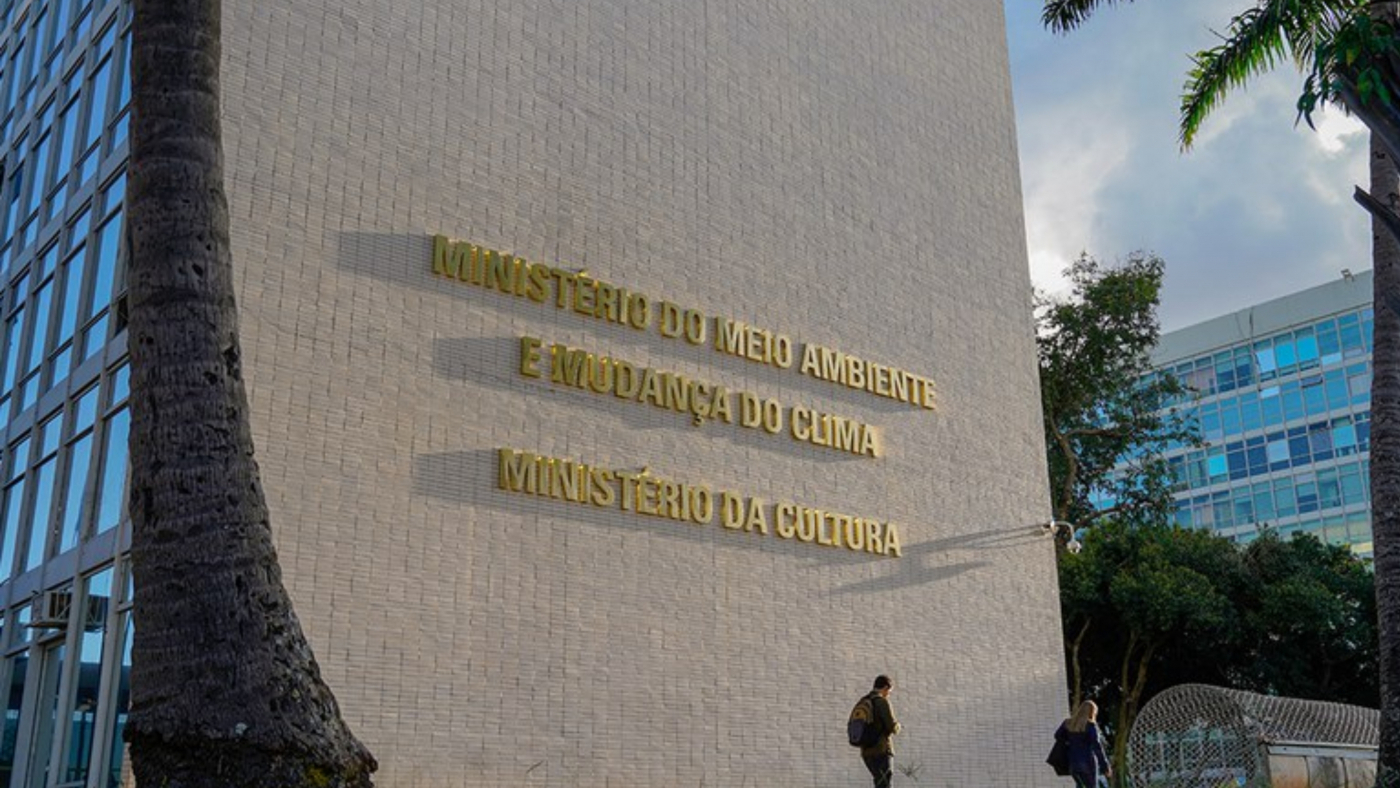 MINISTÉRIO DO MEIO AMBIENTE
E MUDANÇA DO CLIMA
MINISTÉRIO DA CULTURA